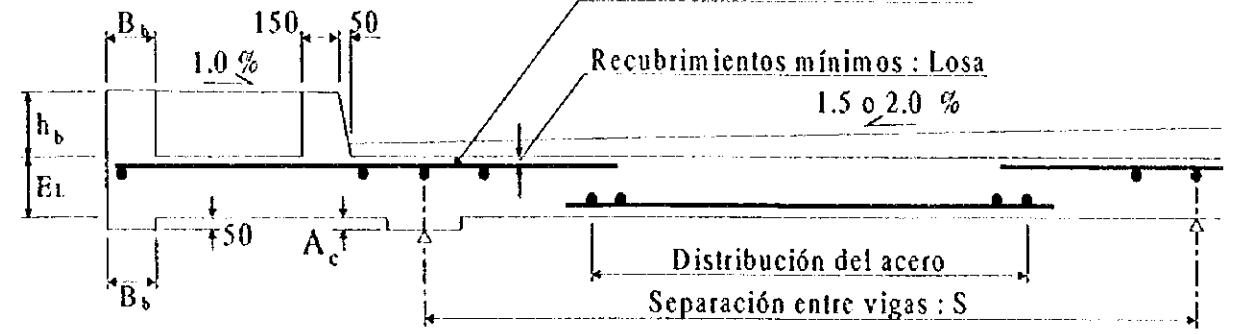 B_b 150 50
1.0 %
Recubrimientos mínimos : Losa
1.5 o 2.0 %
h_b
E_L
50
A_c
B_b
Distribución del acero
Separación entre vigas : S